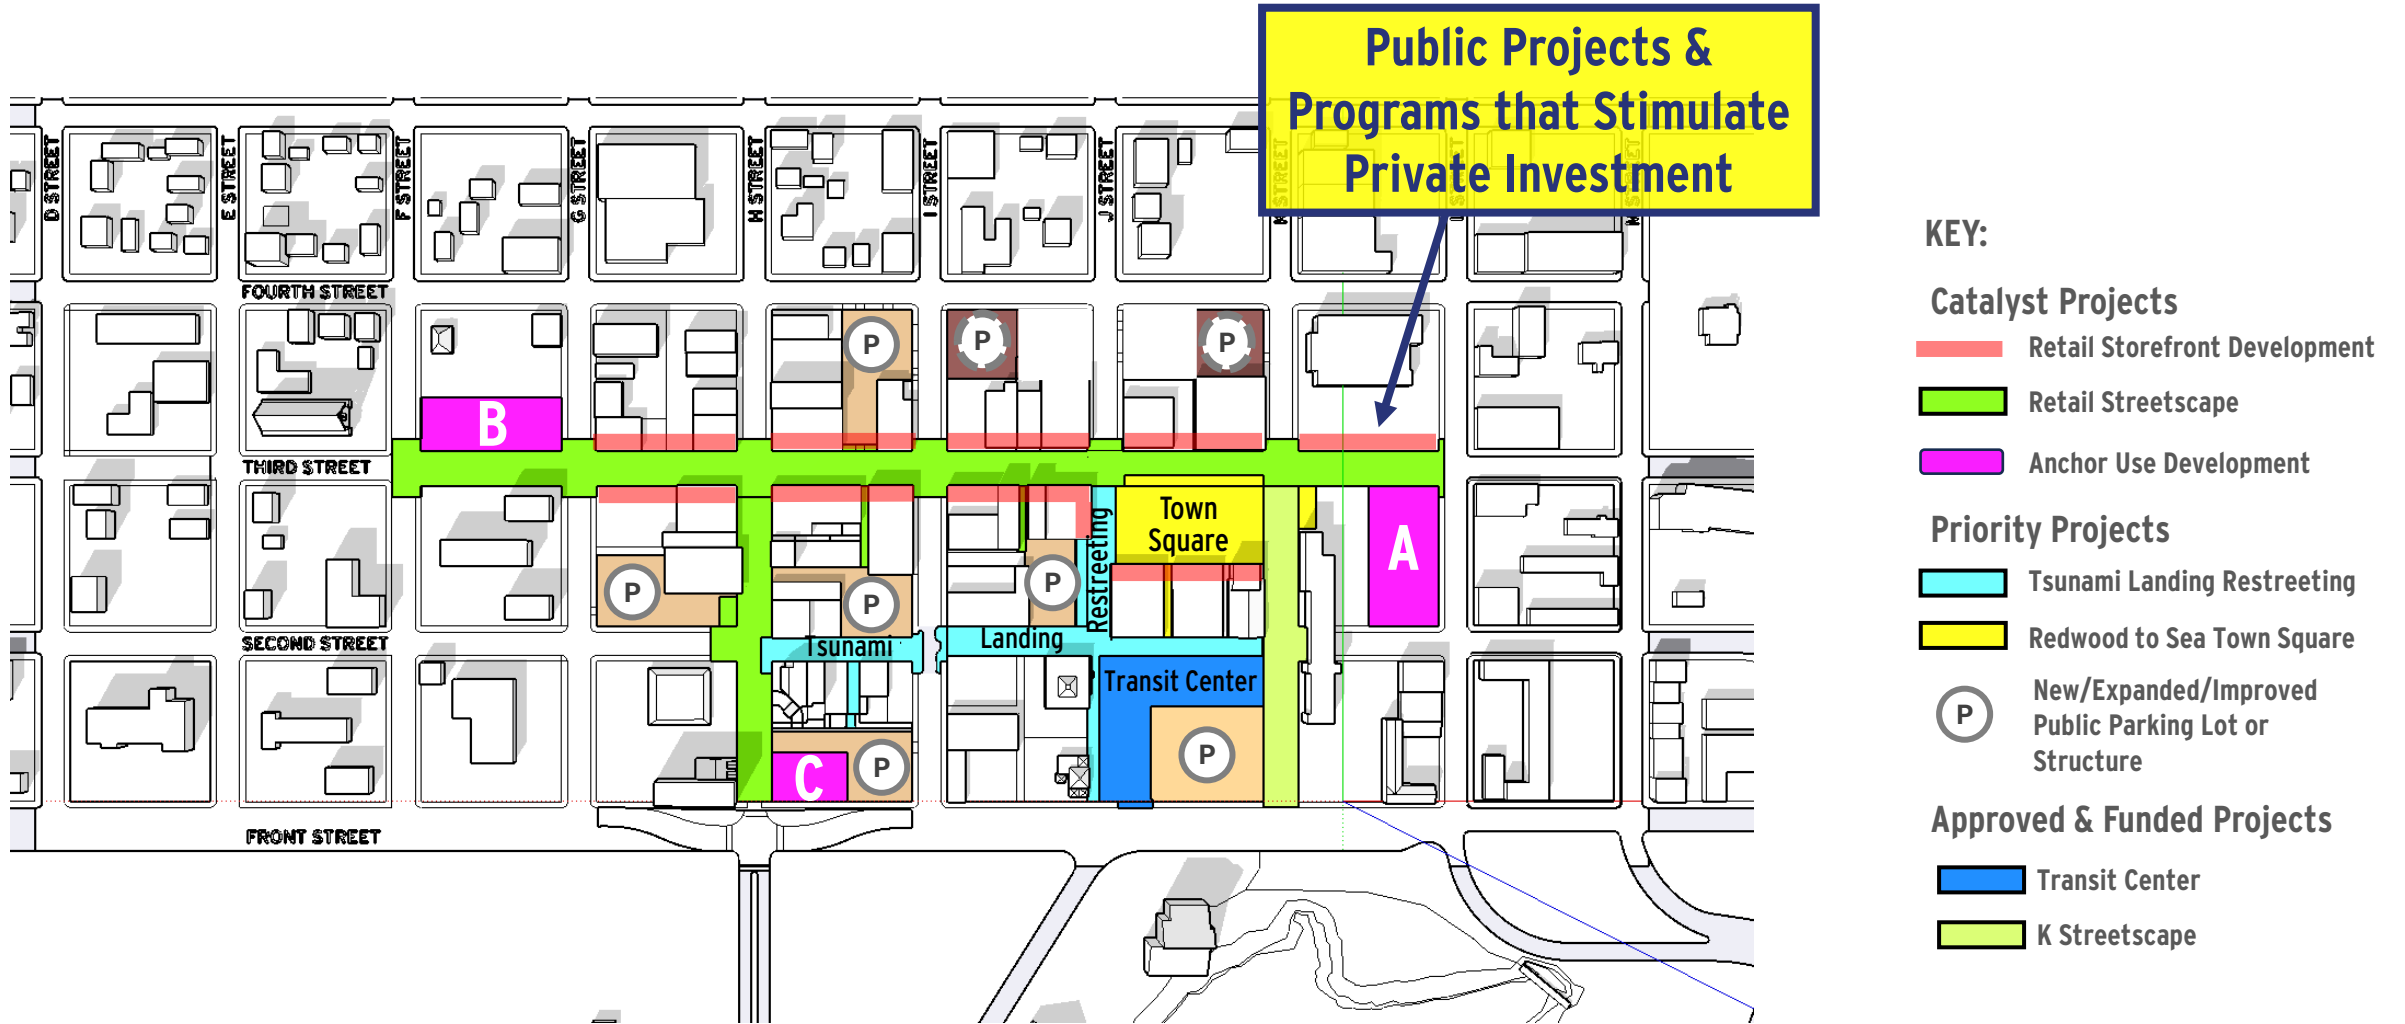 Public Projects &
Programs that Stimulate
Private Investment
D STREET
E STREET
F STREET
G STREET
H STREET
I STREET
J STREET
K STREET
L STREET
M STREET
FOURTH STREET
P
P
P
B
THIRD STREET
Town
Square
A
Restreeting
P
P
P
SECOND STREET
Tsunami
Landing
Transit Center
C
P
P
FRONT STREET
KEY:
Catalyst Projects
Retail Storefront Development
Retail Streetscape
Anchor Use Development
Priority Projects
Tsunami Landing Restreeting
Redwood to Sea Town Square
P
New/Expanded/Improved
Public Parking Lot or
Structure
Approved & Funded Projects
Transit Center
K Streetscape